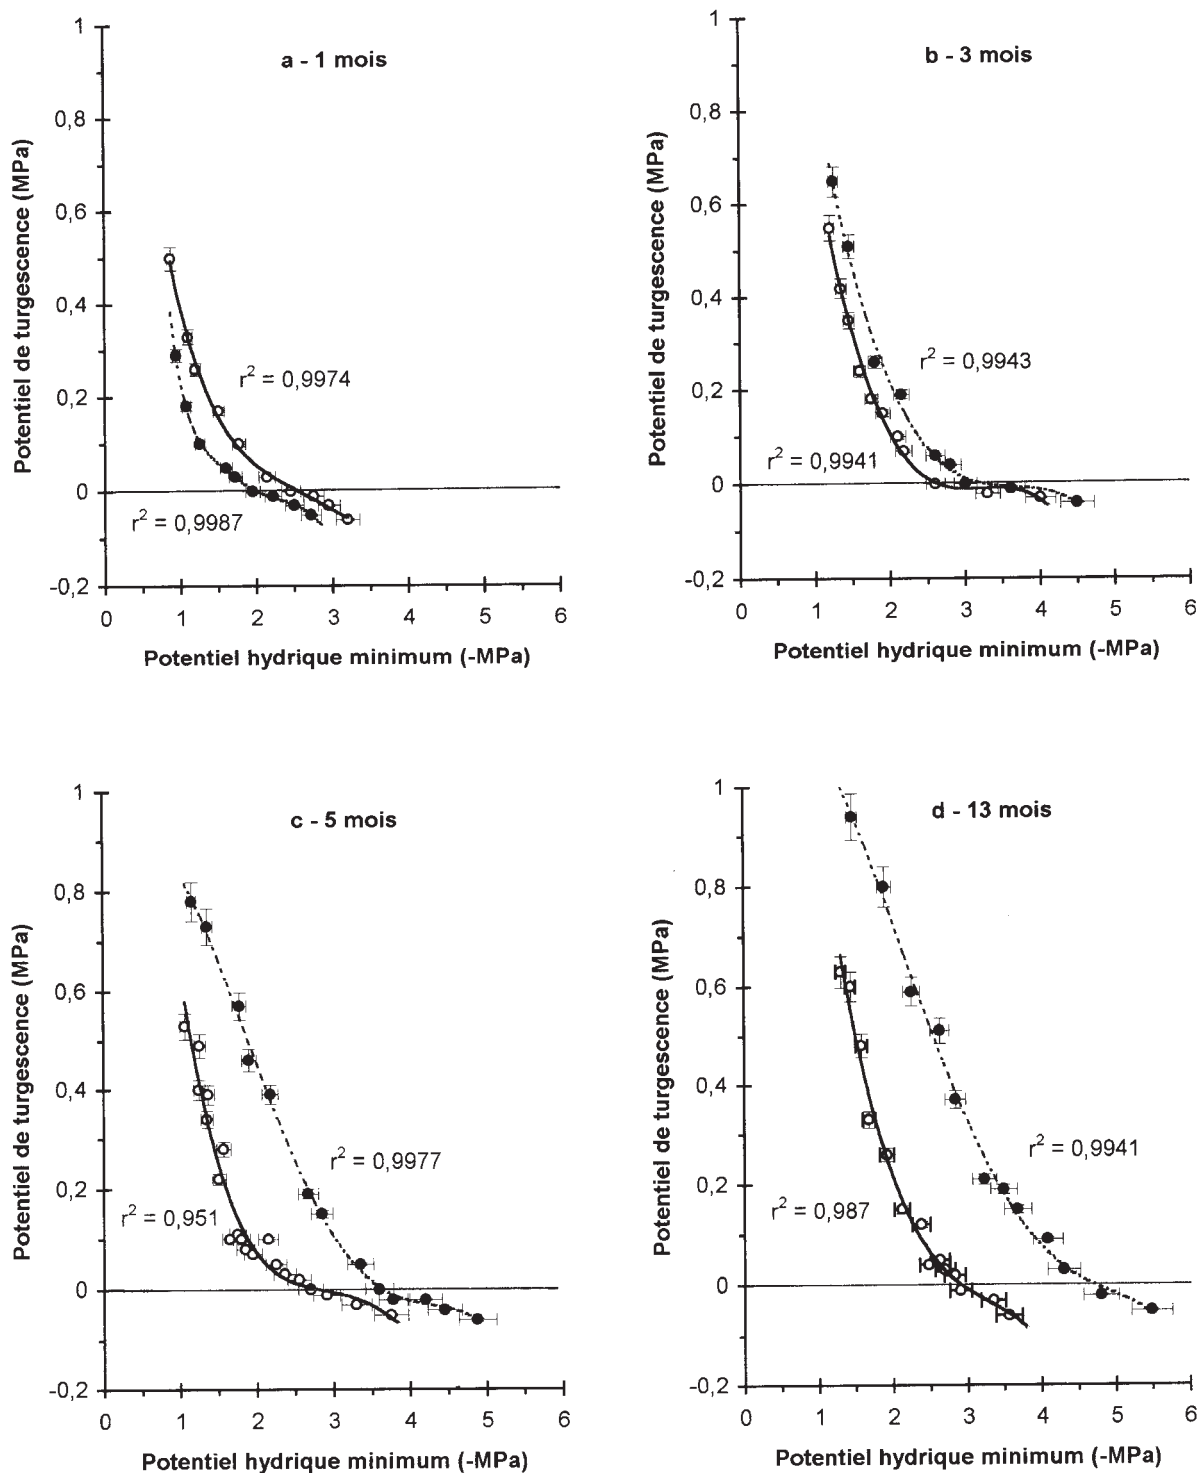 a - 1 mois
Potentiel de turgescence (MPa)
1
0,8
0,6
0,4
0,2
0
-0,2
r² = 0,9974
r² = 0,9987
0 1 2 3 4 5 6
Potentiel hydrique minimum (-MPa)
b - 3 mois
Potentiel de turgescence (MPa)
1
0,8
0,6
0,4
0,2
0
-0,2
r² = 0,9943
r² = 0,9941
0 1 2 3 4 5 6
Potentiel hydrique minimum (-MPa)
c - 5 mois
Potentiel de turgescence (MPa)
1
0,8
0,6
0,4
0,2
0
-0,2
r² = 0,9977
r² = 0,951
0 1 2 3 4 5 6
Potentiel hydrique minimum (-MPa)
d - 13 mois
Potentiel de turgescence (MPa)
1
0,8
0,6
0,4
0,2
0
-0,2
r² = 0,9941
r² = 0,987
0 1 2 3 4 5 6
Potentiel hydrique minimum (-MPa)